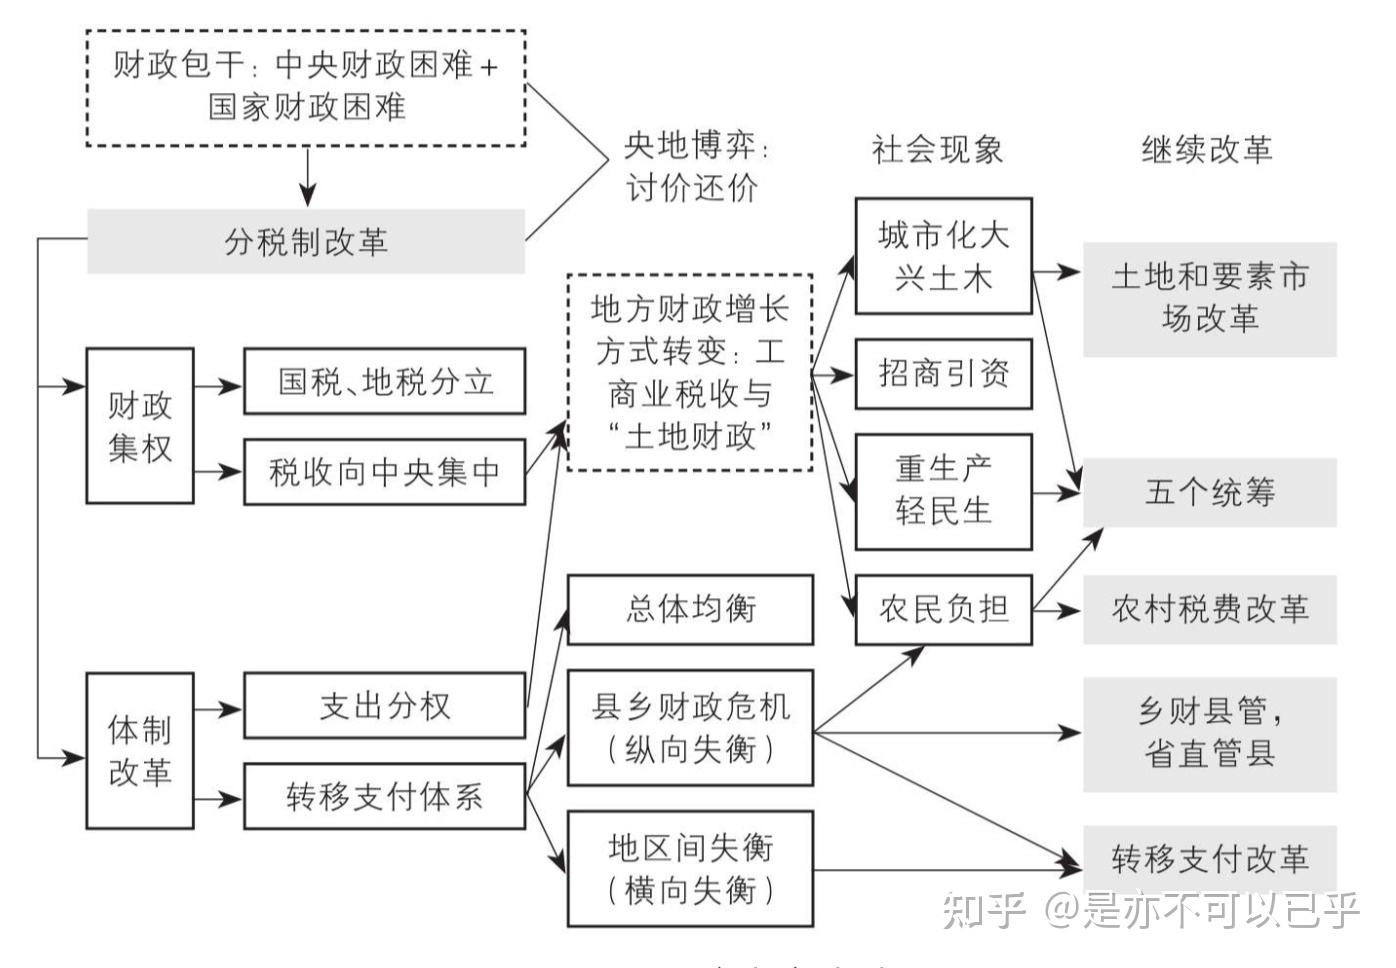 财政包干：中央财政困难+
国家财政困难
央地博弈：
讨价还价
社会现象
继续改革
分税制改革
城市化大
兴土木
土地和要素市
场改革
地方财政增长
方式转变：工
商业税收与
“土地财政”
财政
集权
国税、地税分立
税收向中央集中
招商引资
重生产
轻民生
五个统筹
总体均衡
农民负担
农村税费改革
体制
改革
支出分权
转移支付体系
县乡财政危机
（纵向失衡）
乡财县管，
省直管县
地区间失衡
（横向失衡）
转移支付改革
知乎 @是亦不可以已乎